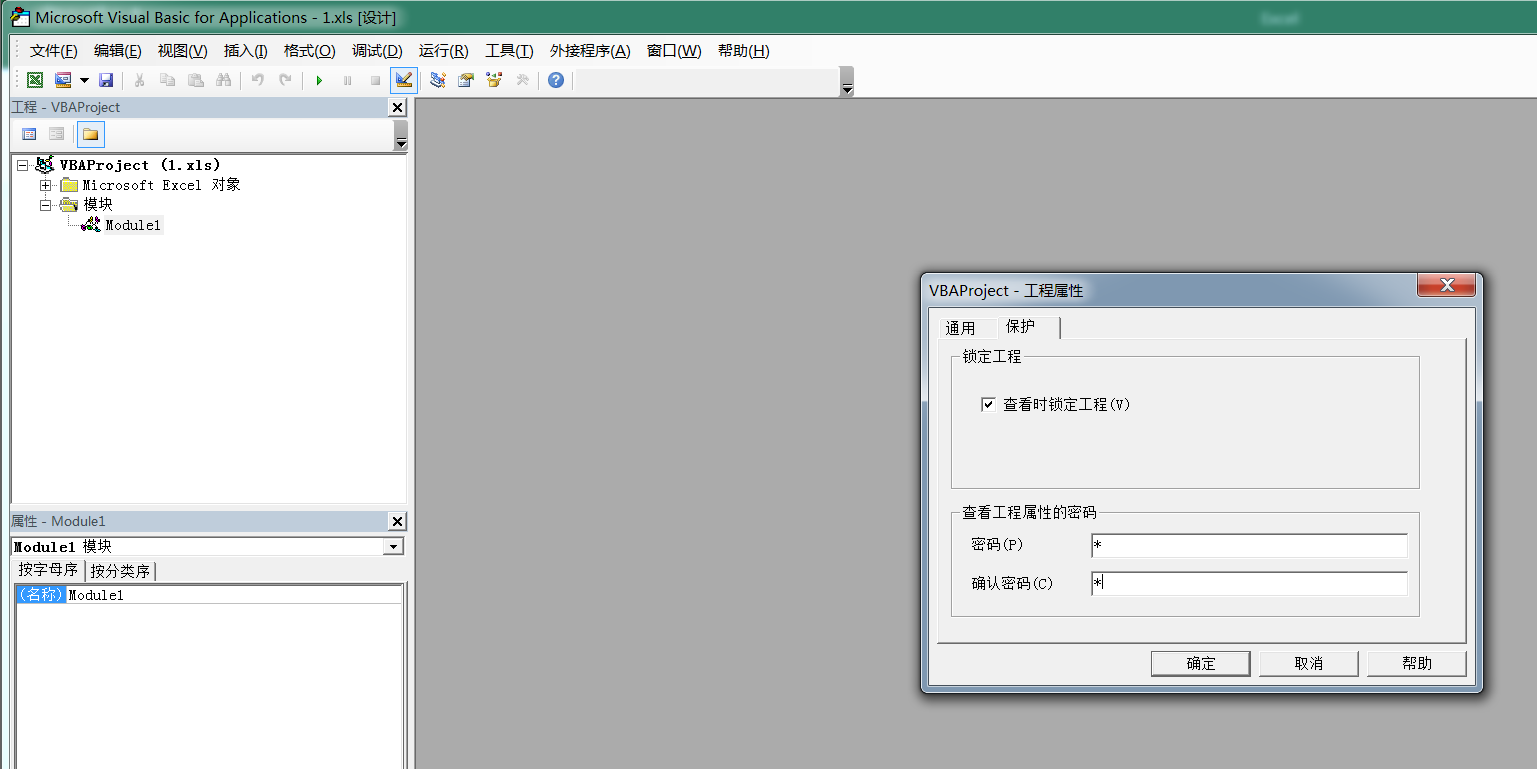 Microsoft Visual Basic for Applications - 1.xls [设计]
Excel
文件(F) 编辑(E) 视图(V) 插入(I) 格式(O) 调试(D) 运行(R) 工具(T) 外接程序(A) 窗口(W) 帮助(H)
工程 - VBAProject
VBAProject (1.xls)
Microsoft Excel 对象
模块
Module1
属性 - Module1
Module1 模块
按字母序 按分类序
(名称) Module1
VBAProject - 工程属性
通用 保护
锁定工程
查看时锁定工程(V)
查看工程属性的密码
密码(P) *
确认密码(C) *
确定 取消 帮助